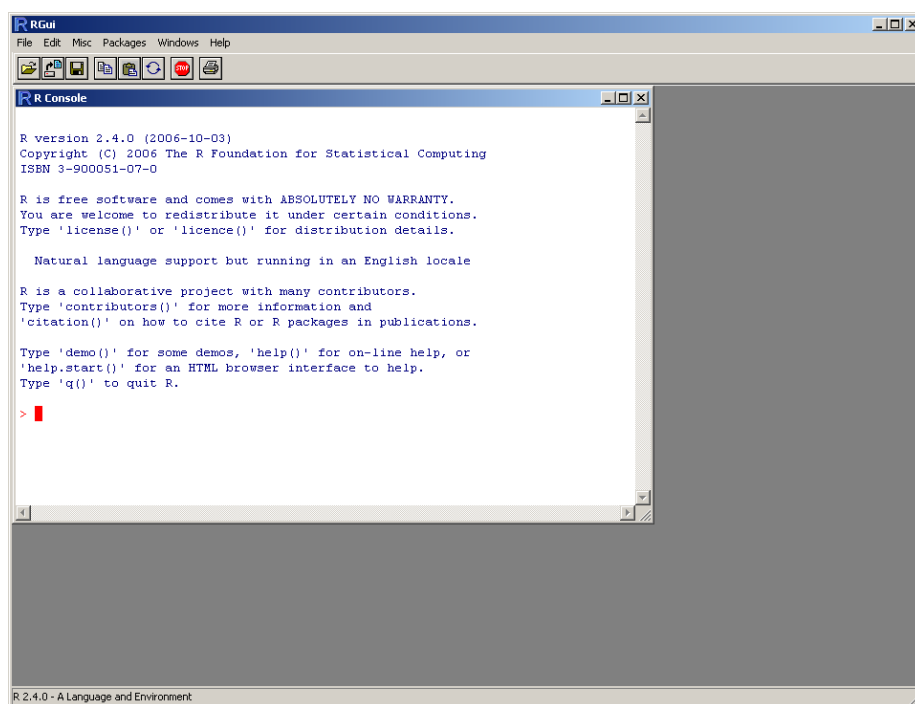 RGui
File Edit Misc Packages Windows Help
STOP
R Console
R version 2.4.0 (2006-10-03)
Copyright (C) 2006 The R Foundation for Statistical Computing
ISBN 3-900051-07-0
R is free software and comes with ABSOLUTELY NO WARRANTY.
You are welcome to redistribute it under certain conditions.
Type 'license()' or 'licence()' for distribution details.
Natural language support but running in an English locale
R is a collaborative project with many contributors.
Type 'contributors()' for more information and
'citation()' on how to cite R or R packages in publications.
Type 'demo()' for some demos, 'help()' for on-line help, or
'help.start()' for an HTML browser interface to help.
Type 'q()' to quit R.
>
R 2.4.0 - A Language and Environment